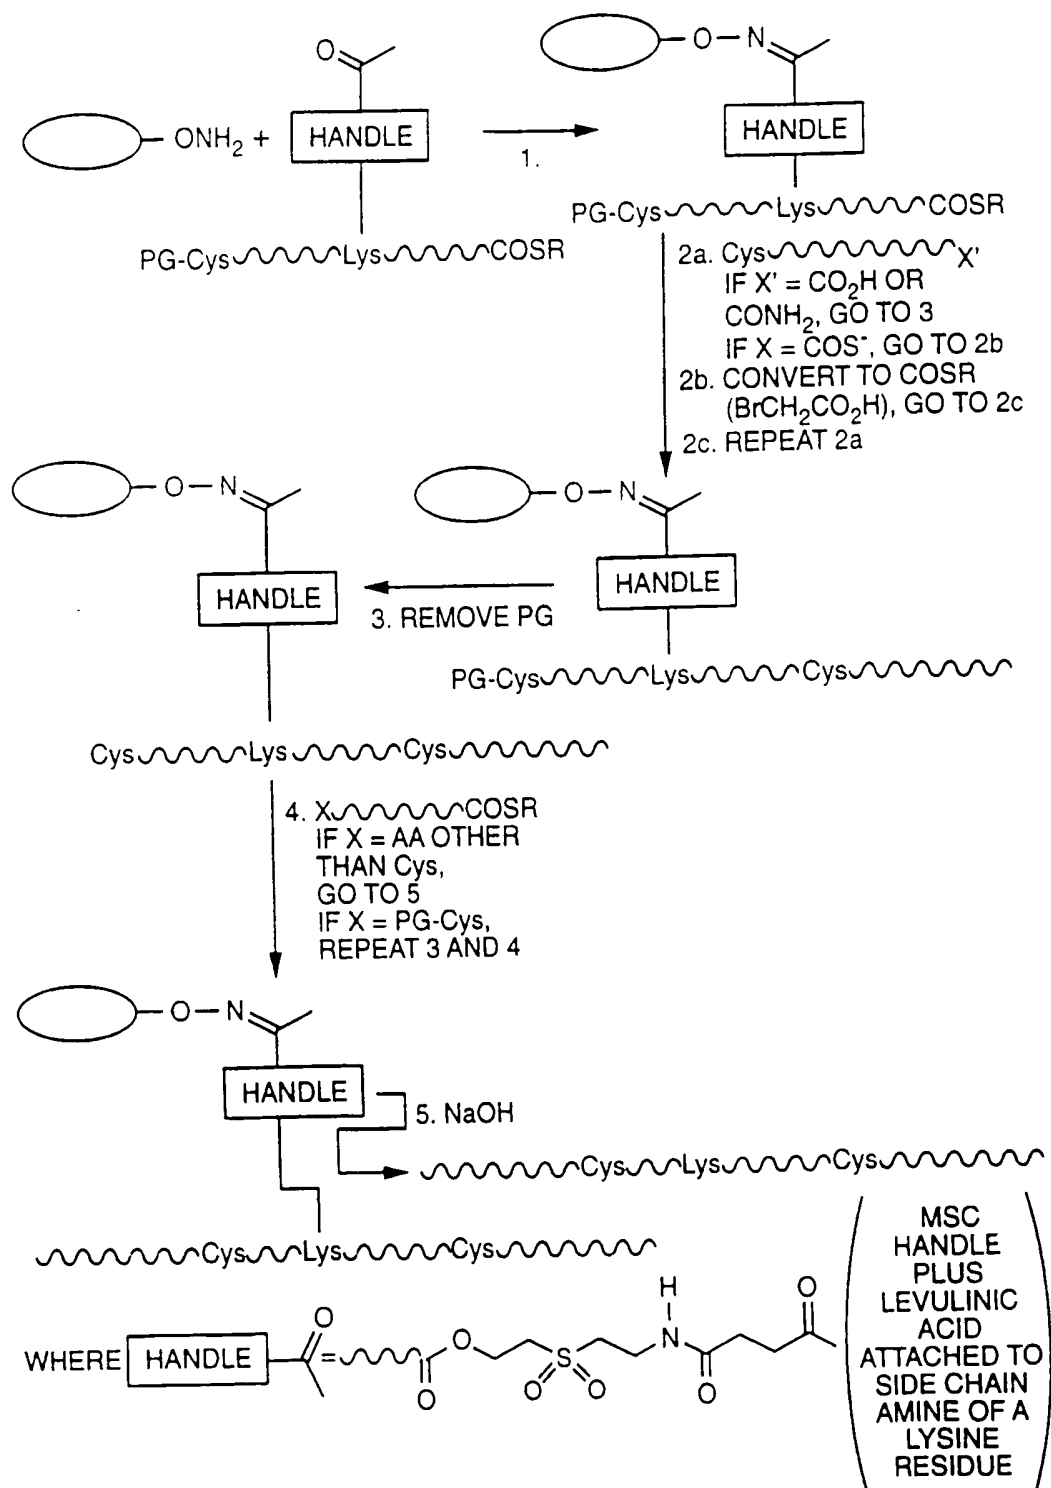 ONH2 +
O
HANDLE
PG-Cys Lys COSR
1.
O-N
HANDLE
PG-Cys Lys COSR
2a. Cys X'
IF X' = CO2H OR
CONH2, GO TO 3
IF X = COS-, GO TO 2b
2b. CONVERT TO COSR
(BrCH2CO2H), GO TO 2c
2c. REPEAT 2a
O-N
HANDLE
PG-Cys Lys Cys
3. REMOVE PG
O-N
HANDLE
Cys Lys Cys
4. X COSR
IF X = AA OTHER
THAN Cys,
GO TO 5
IF X = PG-Cys,
REPEAT 3 AND 4
O-N
HANDLE
5. NaOH
Cys Lys Cys
Cys Lys Cys
WHERE HANDLE O = O O S O O H N O O
MSC
HANDLE
PLUS
LEVULINIC
ACID
ATTACHED TO
SIDE CHAIN
AMINE OF A
LYSINE
RESIDUE